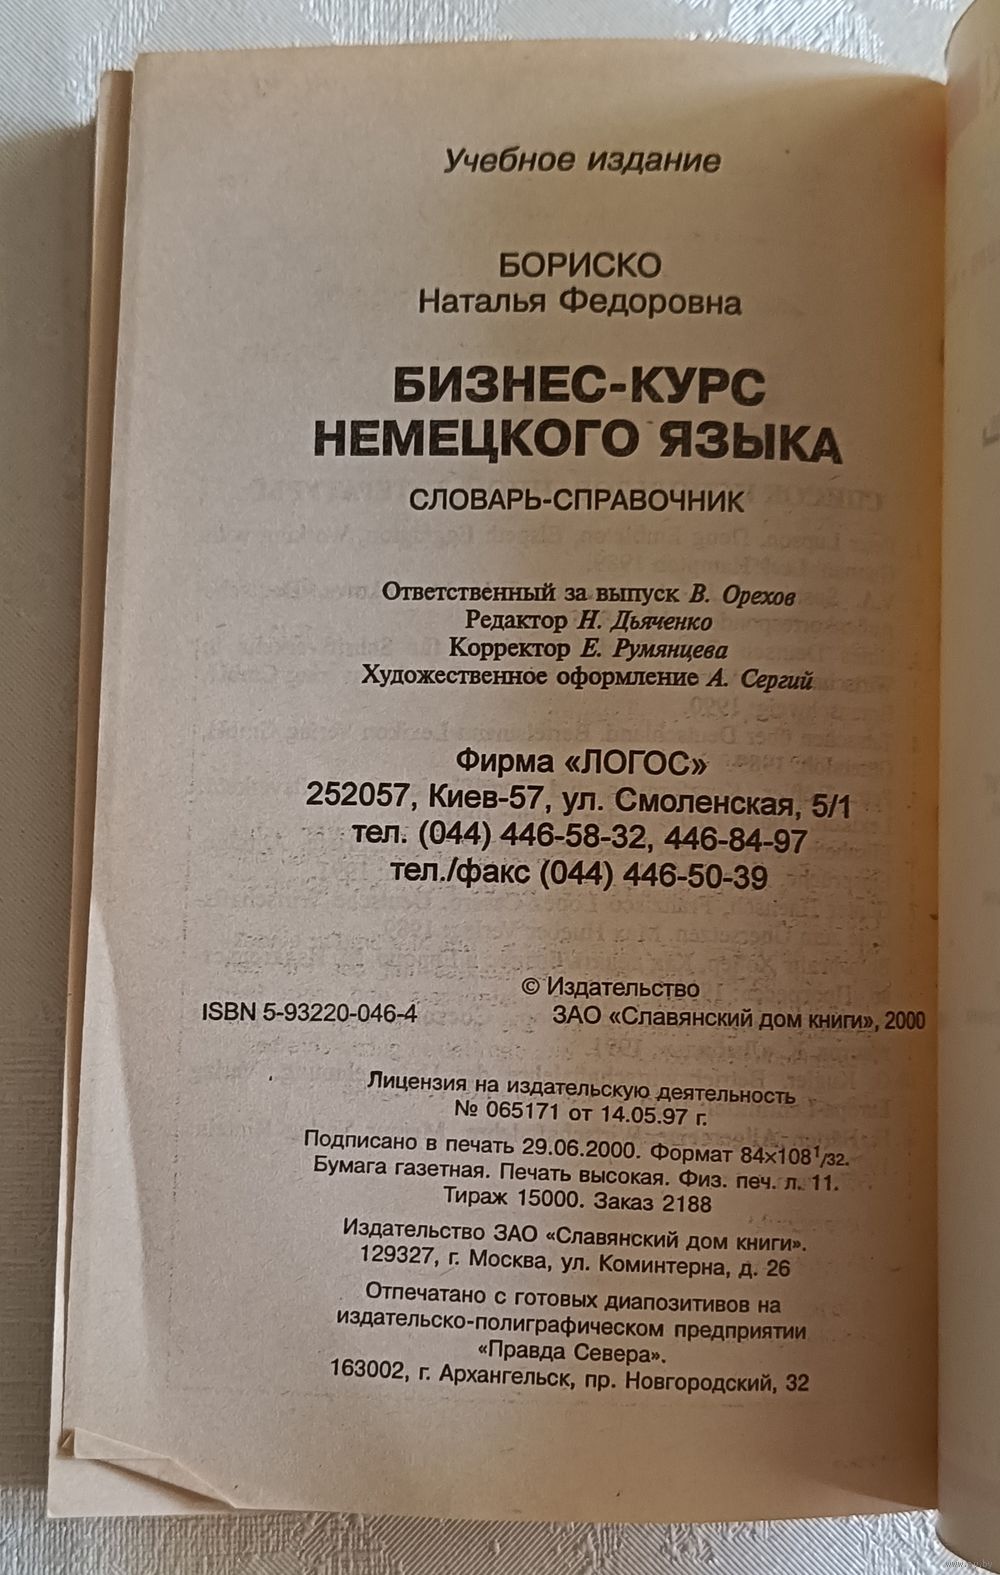 Учебное издание
БОРИСКО
Наталья Федоровна
БИЗНЕС-КУРС
НЕМЕЦКОГО ЯЗЫКА
СЛОВАРЬ-СПРАВОЧНИК
Ответственный за выпуск В. Орехов
Редактор Н. Дьяченко
Корректор Е. Румянцева
Художественное оформление А. Сергий
Фирма «ЛОГОС»
252057, Киев-57, ул. Смоленская, 5/1
тел. (044) 446-58-32, 446-84-97
тел./факс (044) 446-50-39
© Издательство
ISBN 5-93220-046-4 ЗАО «Славянский дом книги», 2000
Лицензия на издательскую деятельность
№ 065171 от 14.05.97 г.
Подписано в печать 29.06.2000. Формат 84×108 1/32.
Бумага газетная. Печать высокая. Физ. печ. л. 11.
Тираж 15000. Заказ 2188
Издательство ЗАО «Славянский дом книги».
129327, г. Москва, ул. Коминтерна, д. 26
Отпечатано с готовых диапозитивов на
издательско-полиграфическом предприятии
«Правда Севера».
163002, г. Архангельск, пр. Новгородский, 32